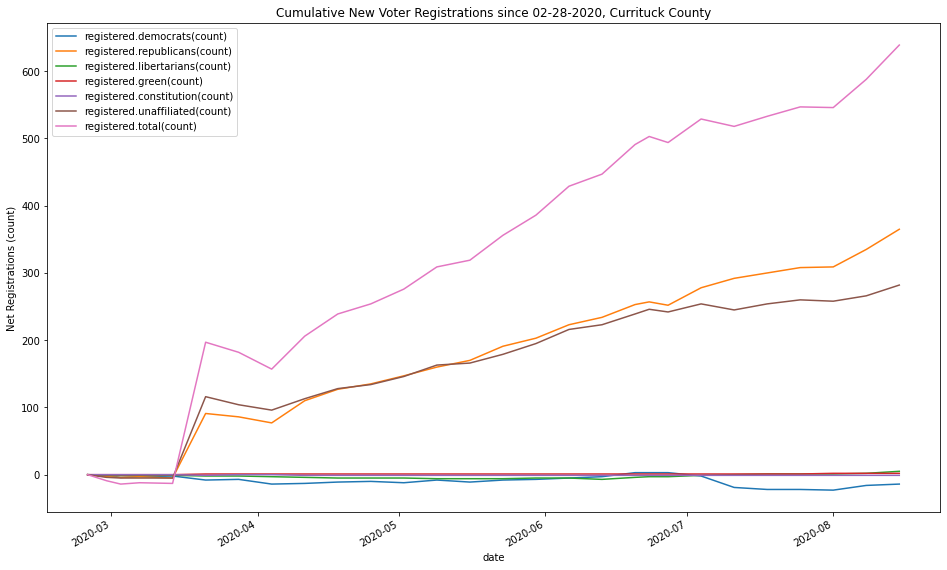 Cumulative New Voter Registrations since 02-28-2020, Currituck County
registered.democrats(count)
registered.republicans(count)
registered.libertarians(count)
registered.green(count)
registered.constitution(count)
registered.unaffiliated(count)
registered.total(count)
600
500
400
300
200
100
0
Net Registrations (count)
2020-03
2020-04
2020-05
2020-06
2020-07
2020-08
date